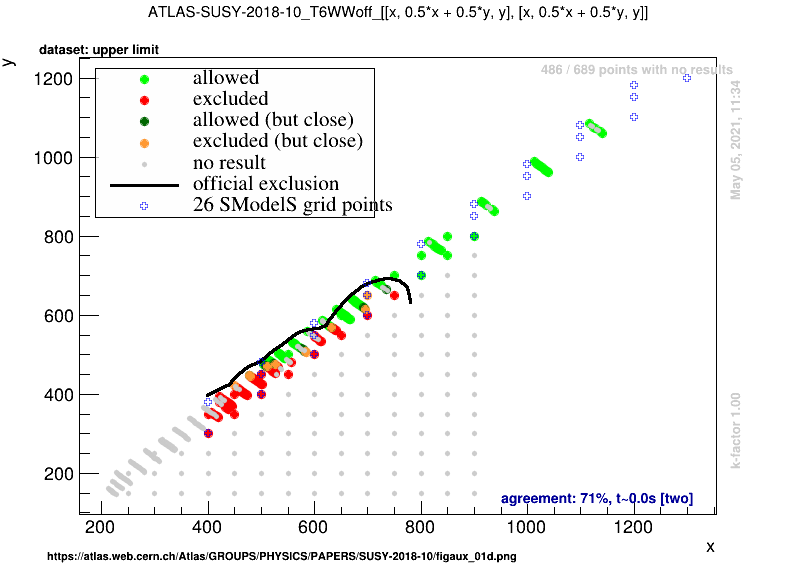 ATLAS-SUSY-2018-10_T6WWoff_[[x, 0.5*x + 0.5*y, y], [x, 0.5*x + 0.5*y, y]]
dataset: upper limit
y
486 / 689 points with no results
allowed
excluded
allowed (but close)
excluded (but close)
no result
official exclusion
26 SModelS grid points
May 05, 2021, 11:34
k-factor 1.00
1200
1000
800
600
400
200
agreement: 71%, t~0.0s [two]
200 400 600 800 1000 1200
x
https://atlas.web.cern.ch/Atlas/GROUPS/PHYSICS/PAPERS/SUSY-2018-10/figaux_01d.png